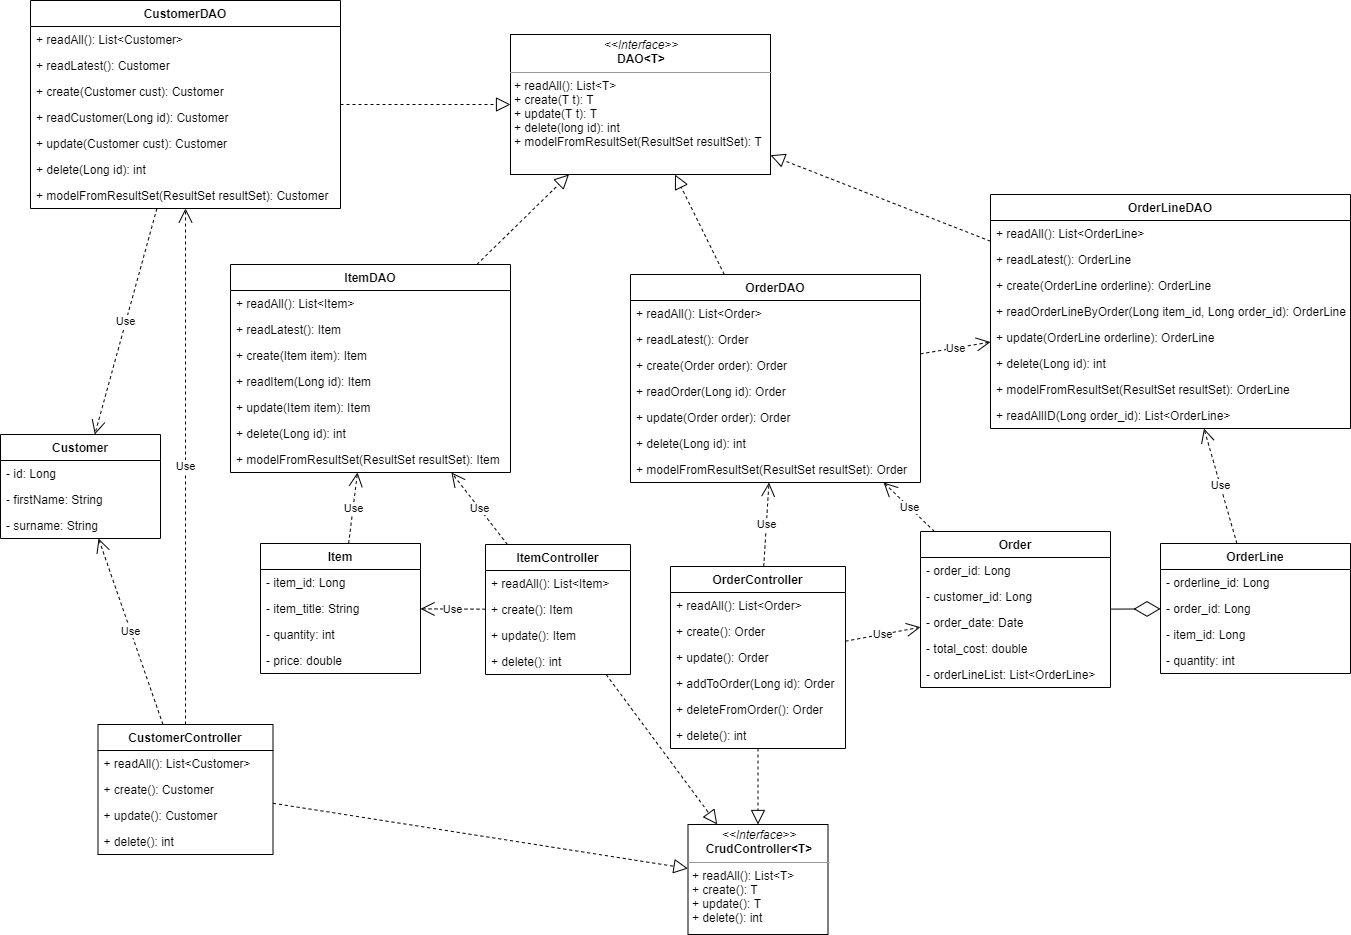 CustomerDAO
+ readAll(): List<Customer>
+ readLatest(): Customer
+ create(Customer cust): Customer
+ readCustomer(Long id): Customer
+ update(Customer cust): Customer
+ delete(Long id): int
+ modelFromResultSet(ResultSet resultSet): Customer
<<Interface>>
DAO<T>
+ readAll(): List<T>
+ create(T t): T
+ update(T t): T
+ delete(long id): int
+ modelFromResultSet(ResultSet resultSet): T
OrderLineDAO
+ readAll(): List<OrderLine>
+ readLatest(): OrderLine
+ create(OrderLine orderline): OrderLine
+ readOrderLineByOrder(Long item_id, Long order_id): OrderLine
+ update(OrderLine orderline): OrderLine
+ delete(Long id): int
+ modelFromResultSet(ResultSet resultSet): OrderLine
+ readAllID(Long order_id): List<OrderLine>
ItemDAO
+ readAll(): List<Item>
+ readLatest(): Item
+ create(Item item): Item
+ readItem(Long id): Item
+ update(Item item): Item
+ delete(Long id): int
+ modelFromResultSet(ResultSet resultSet): Item
OrderDAO
+ readAll(): List<Order>
+ readLatest(): Order
+ create(Order order): Order
+ readOrder(Long id): Order
+ update(Order order): Order
+ delete(Long id): int
+ modelFromResultSet(ResultSet resultSet): Order
Use
Use
Customer
- id: Long
- firstName: String
- surname: String
Use
Use
Use
Use
Use
Use
Item
- item_id: Long
- item_title: String
- quantity: int
- price: double
Use
ItemController
+ readAll(): List<Item>
+ create(): Item
+ update(): Item
+ delete(): int
OrderController
+ readAll(): List<Order>
+ create(): Order
+ update(): Order
+ addToOrder(Long id): Order
+ deleteFromOrder(): Order
+ delete(): int
Use
Order
- order_id: Long
- customer_id: Long
- order_date: Date
- total_cost: double
- orderLineList: List<OrderLine>
OrderLine
- orderline_id: Long
- order_id: Long
- item_id: Long
- quantity: int
Use
CustomerController
+ readAll(): List<Customer>
+ create(): Customer
+ update(): Customer
+ delete(): int
<<Interface>>
CrudController<T>
+ readAll(): List<T>
+ create(): T
+ update(): T
+ delete(): int